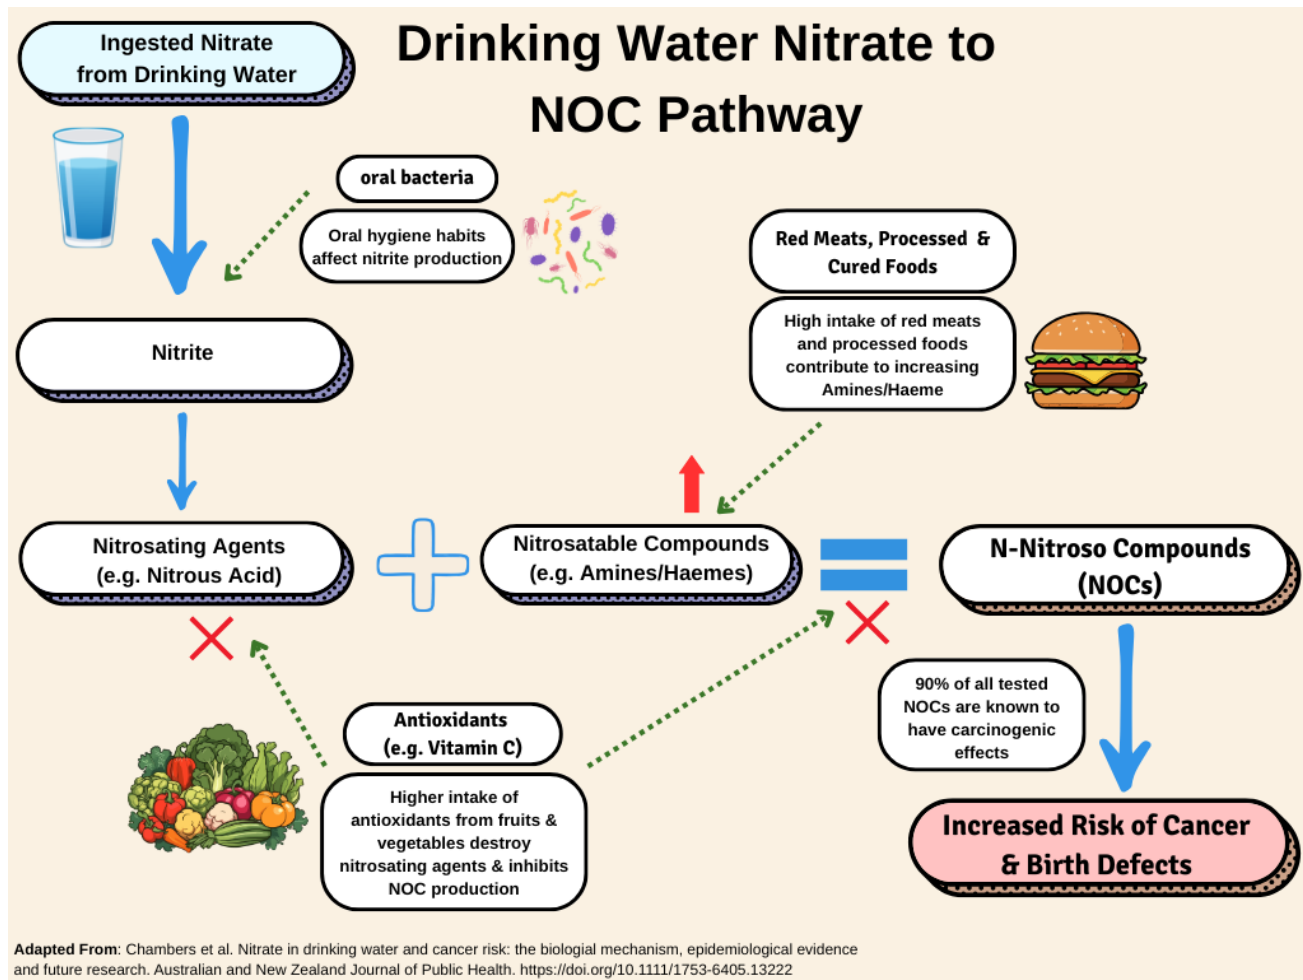 Drinking Water Nitrate to
NOC Pathway
Ingested Nitrate
from Drinking Water
oral bacteria
Oral hygiene habits
affect nitrite production
Red Meats, Processed &
Cured Foods
High intake of red meats
and processed foods
contribute to increasing
Amines/Haeme
Nitrite
Nitrosating Agents
(e.g. Nitrous Acid)
Nitrosatable Compounds
(e.g. Amines/Haemes)
N-Nitroso Compounds
(NOCs)
90% of all tested
NOCs are known to
have carcinogenic
effects
Antioxidants
(e.g. Vitamin C)
Higher intake of
antioxidants from fruits &
vegetables destroy
nitrosating agents & inhibits
NOC production
Increased Risk of Cancer
& Birth Defects
Adapted From: Chambers et al. Nitrate in drinking water and cancer risk: the biologial mechanism, epidemiological evidence
and future research. Australian and New Zealand Journal of Public Health. https://doi.org/10.1111/1753-6405.13222